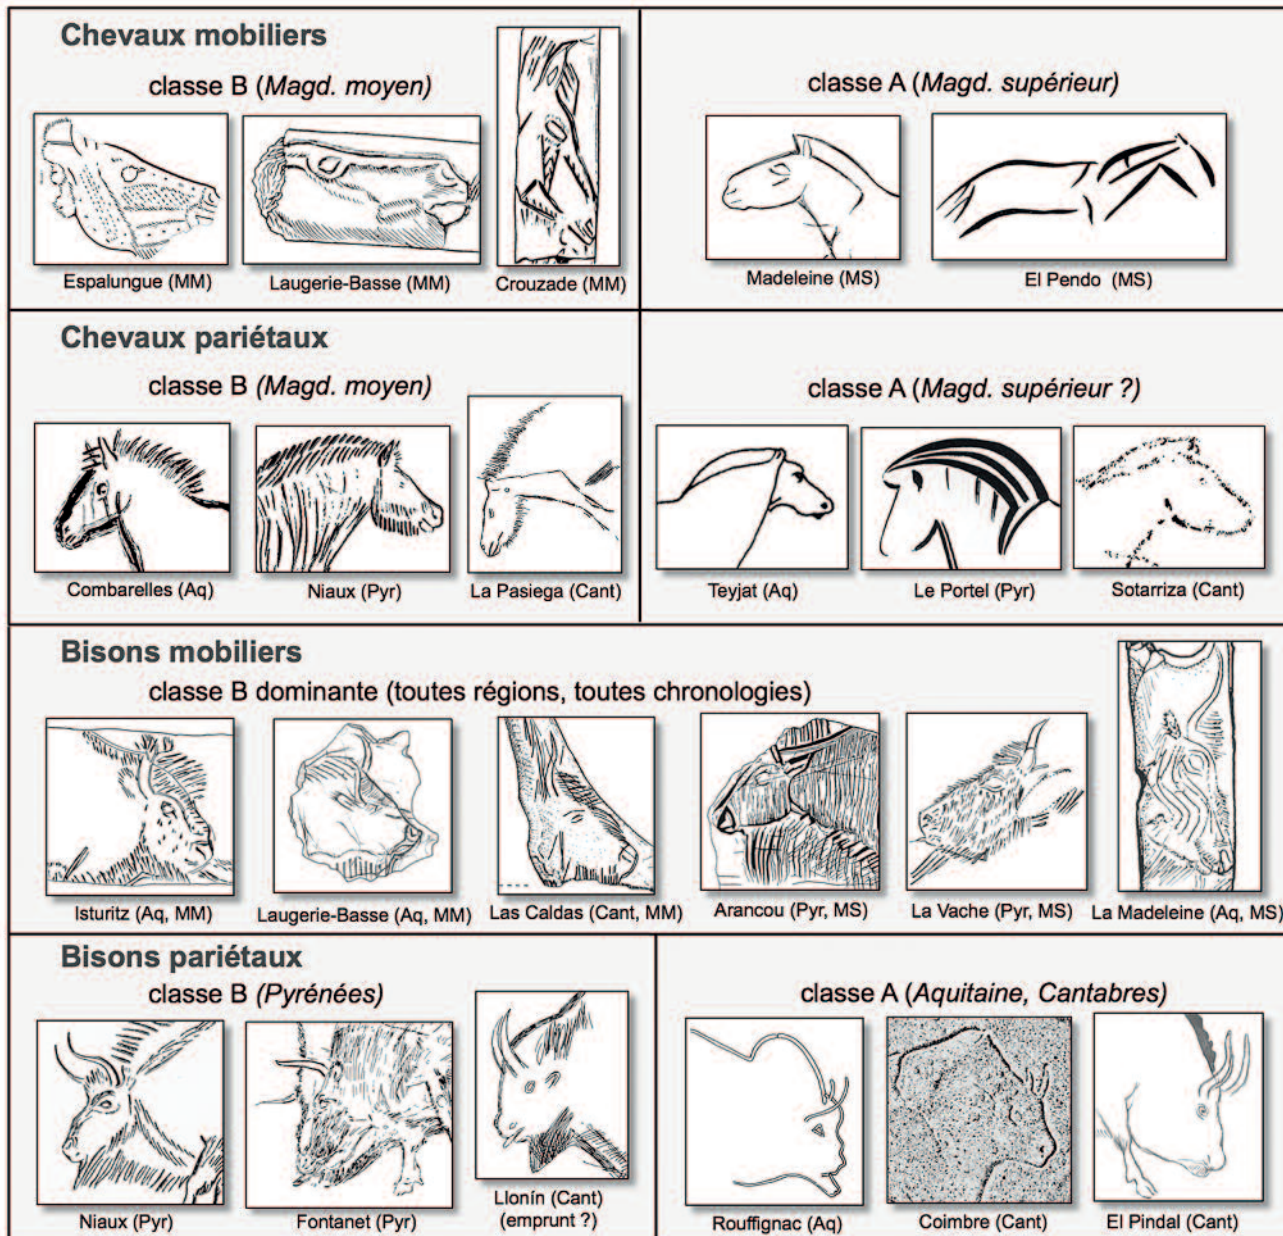 Chevaux mobiliers
classe B (Magd. moyen)
Espalungue (MM)
Laugerie-Basse (MM)
Crouzade (MM)
classe A (Magd. supérieur)
Madeleine (MS)
El Pendo (MS)
Chevaux pariétaux
classe B (Magd. moyen)
Combarelles (Aq)
Niaux (Pyr)
La Pasiega (Cant)
classe A (Magd. supérieur ?)
Teyjat (Aq)
Le Portel (Pyr)
Sotarriza (Cant)
Bisons mobiliers
classe B dominante (toutes régions, toutes chronologies)
Isturitz (Aq, MM)
Laugerie-Basse (Aq, MM)
Las Caldas (Cant, MM)
Arancou (Pyr, MS)
La Vache (Pyr, MS)
La Madeleine (Aq, MS)
Bisons pariétaux
classe B (Pyrénées)
Niaux (Pyr)
Fontanet (Pyr)
Llonín (Cant)
(emprunt ?)
classe A (Aquitaine, Cantabres)
Rouffignac (Aq)
Coimbre (Cant)
El Pindal (Cant)